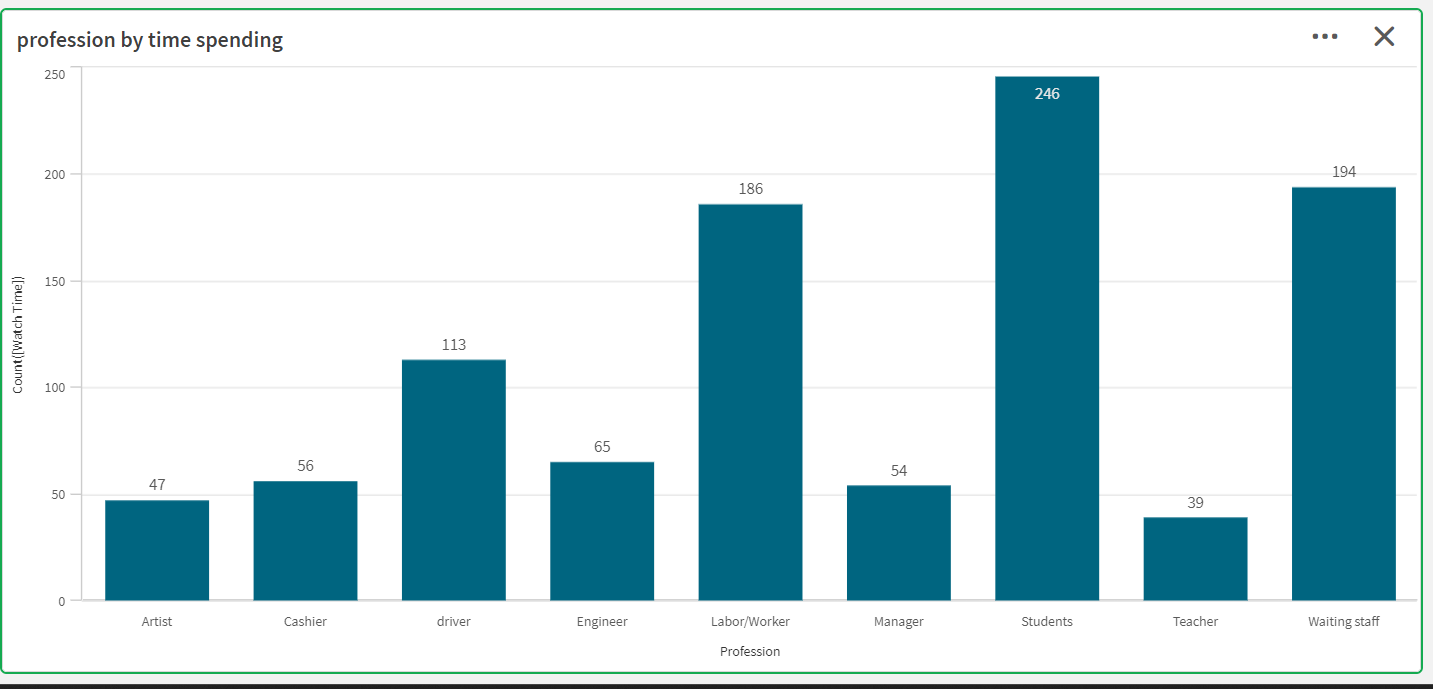 profession by time spending
250
200
150
100
50
0
Count([Watch Time])
47
56
113
65
186
54
246
39
194
Artist
Cashier
driver
Engineer
Labor/Worker
Manager
Students
Teacher
Waiting staff
Profession